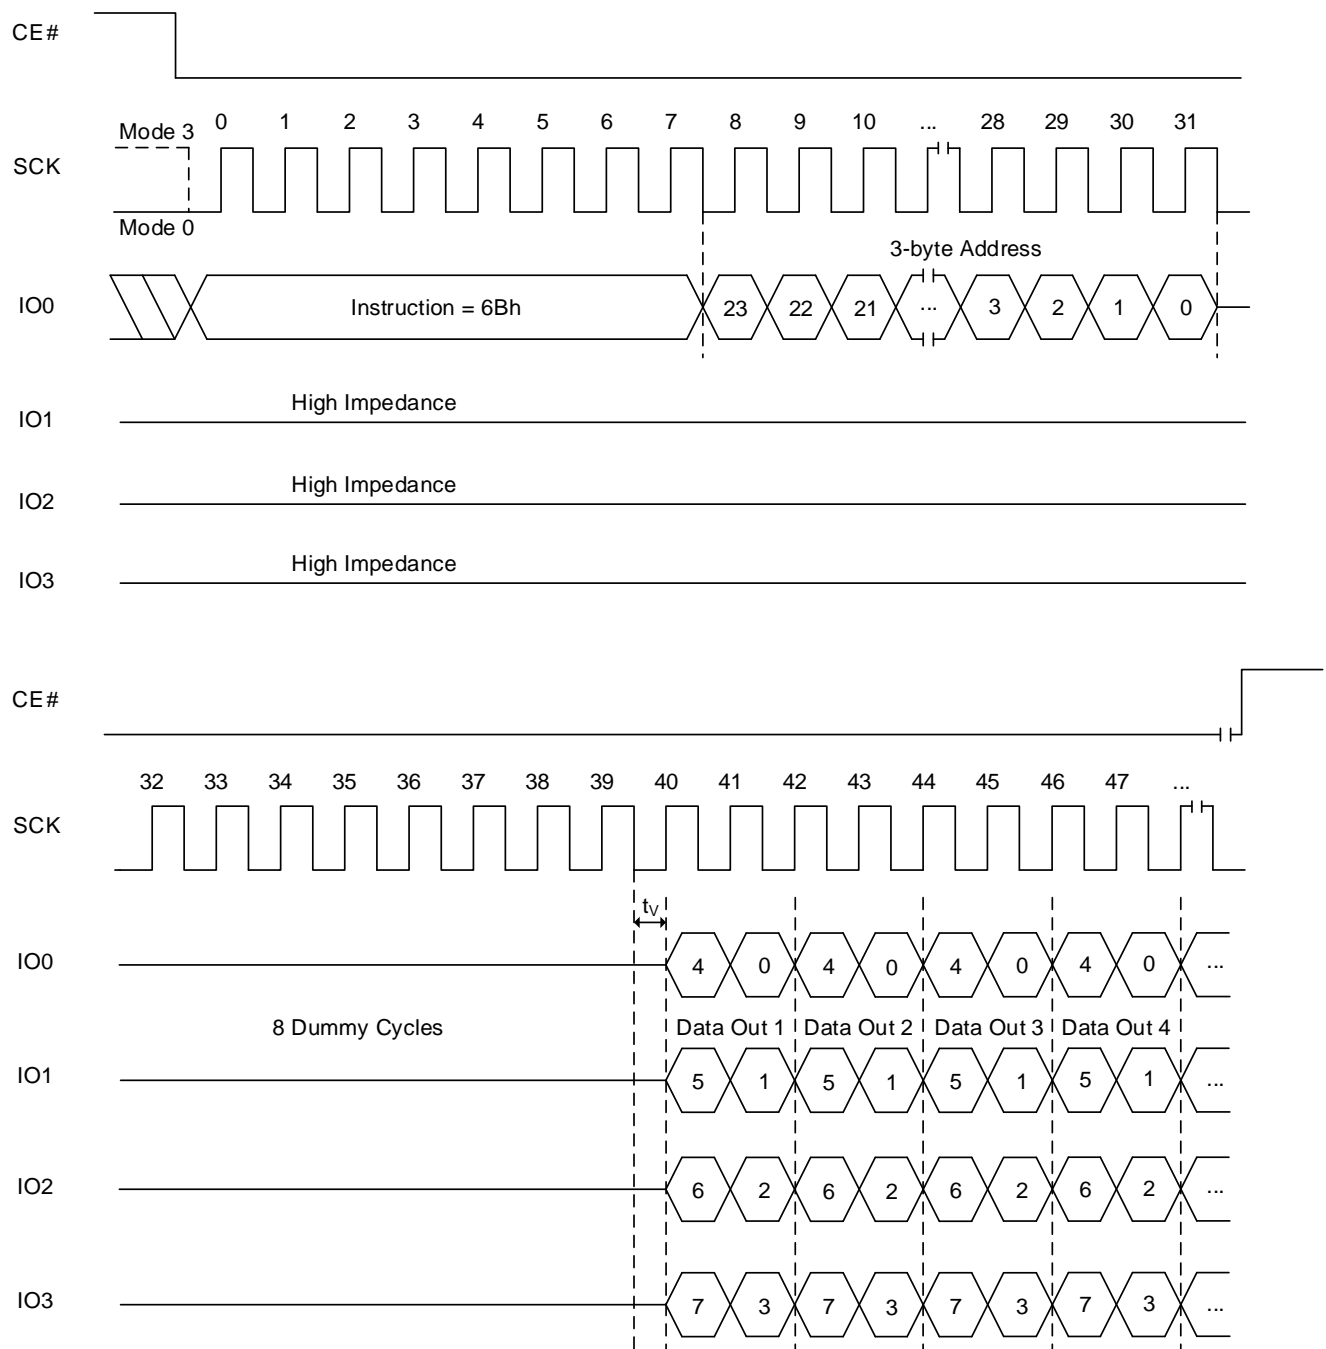 CE#
Mode 3 0 1 2 3 4 5 6 7 8 9 10 ... 28 29 30 31
SCK
Mode 0
3-byte Address
IO0 Instruction = 6Bh 23 22 21 ... 3 2 1 0
High Impedance
IO1
High Impedance
IO2
High Impedance
IO3
CE#
32 33 34 35 36 37 38 39 40 41 42 43 44 45 46 47 ...
SCK
tV
IO0 4 0 4 0 4 0 4 0 ...
8 Dummy Cycles Data Out 1 Data Out 2 Data Out 3 Data Out 4
IO1 5 1 5 1 5 1 5 1 ...
IO2 6 2 6 2 6 2 6 2 ...
IO3 7 3 7 3 7 3 7 3 ...